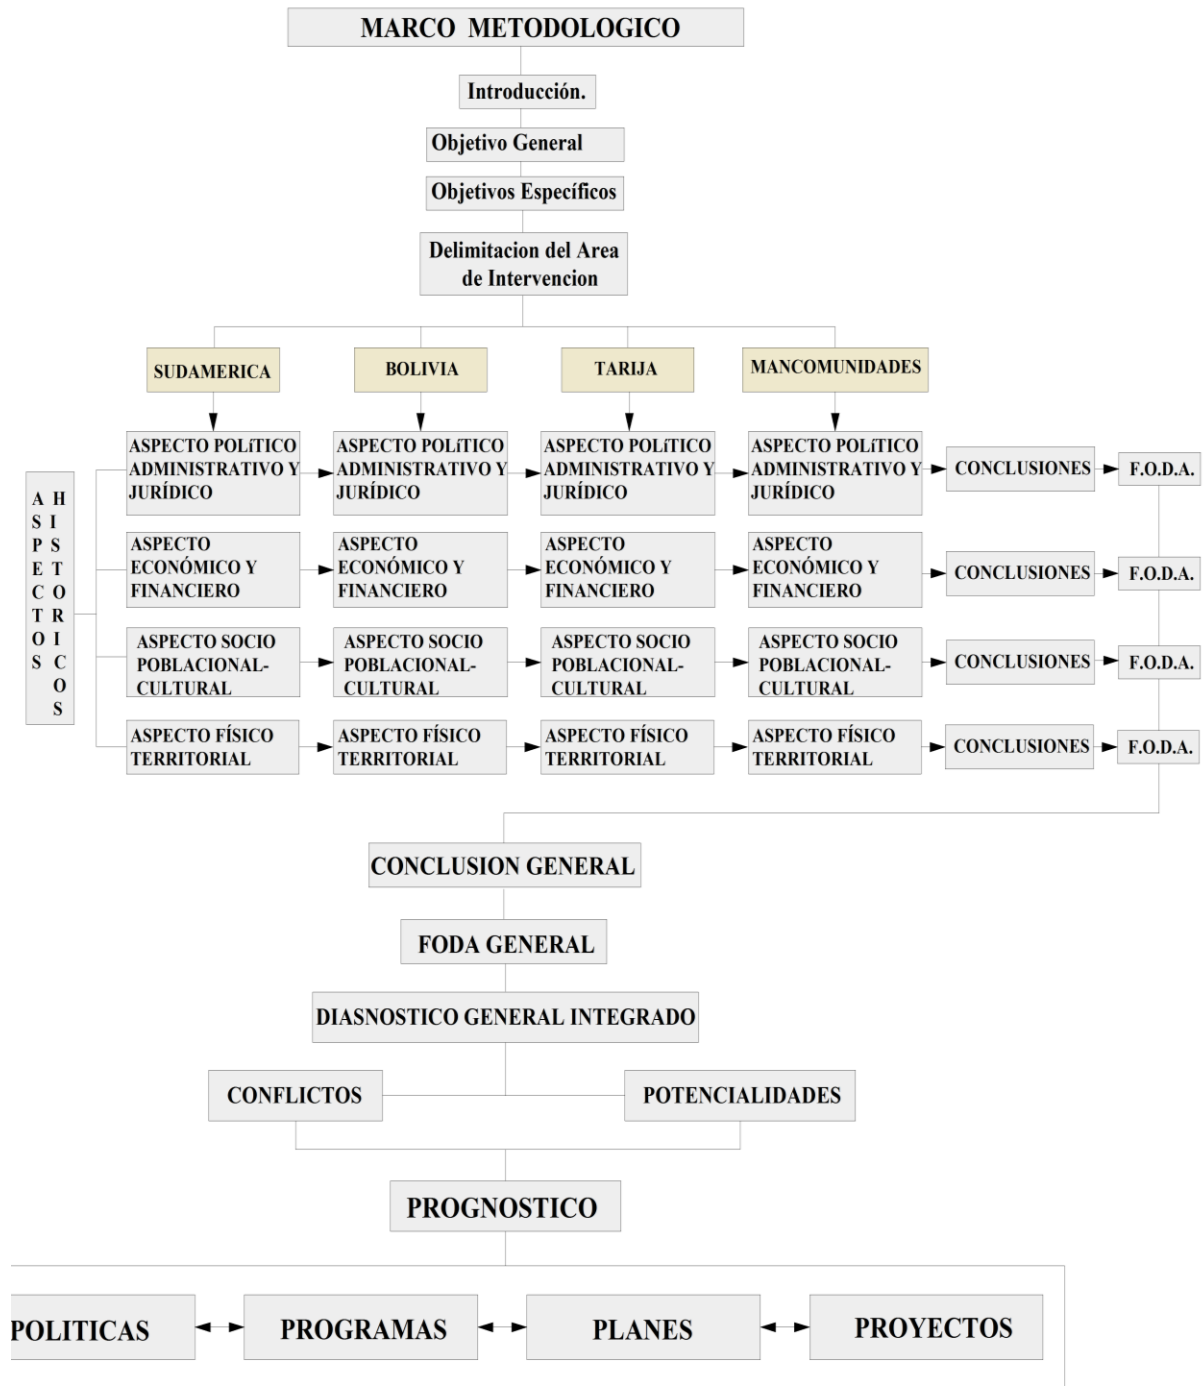 MARCO METODOLOGICO
Introducción.
Objetivo General
Objetivos Específicos
Delimitacion del Area
de Intervencion
SUDAMERICA
BOLIVIA
TARIJA
MANCOMUNIDADES
ASPECTOS
HISTORICOS
ASPECTO POLíTICO
ADMINISTRATIVO Y
JURÍDICO
ASPECTO POLíTICO
ADMINISTRATIVO Y
JURÍDICO
ASPECTO POLíTICO
ADMINISTRATIVO Y
JURÍDICO
ASPECTO POLíTICO
ADMINISTRATIVO Y
JURÍDICO
CONCLUSIONES
F.O.D.A.
ASPECTO
ECONÓMICO Y
FINANCIERO
ASPECTO
ECONÓMICO Y
FINANCIERO
ASPECTO
ECONÓMICO Y
FINANCIERO
ASPECTO
ECONÓMICO Y
FINANCIERO
CONCLUSIONES
F.O.D.A.
ASPECTO SOCIO
POBLACIONAL-
CULTURAL
ASPECTO SOCIO
POBLACIONAL-
CULTURAL
ASPECTO SOCIO
POBLACIONAL-
CULTURAL
ASPECTO SOCIO
POBLACIONAL-
CULTURAL
CONCLUSIONES
F.O.D.A.
ASPECTO FÍSICO
TERRITORIAL
ASPECTO FÍSICO
TERRITORIAL
ASPECTO FÍSICO
TERRITORIAL
ASPECTO FÍSICO
TERRITORIAL
CONCLUSIONES
F.O.D.A.
CONCLUSION GENERAL
FODA GENERAL
DIASNOSTICO GENERAL INTEGRADO
CONFLICTOS
POTENCIALIDADES
PROGNOSTICO
POLITICAS
PROGRAMAS
PLANES
PROYECTOS